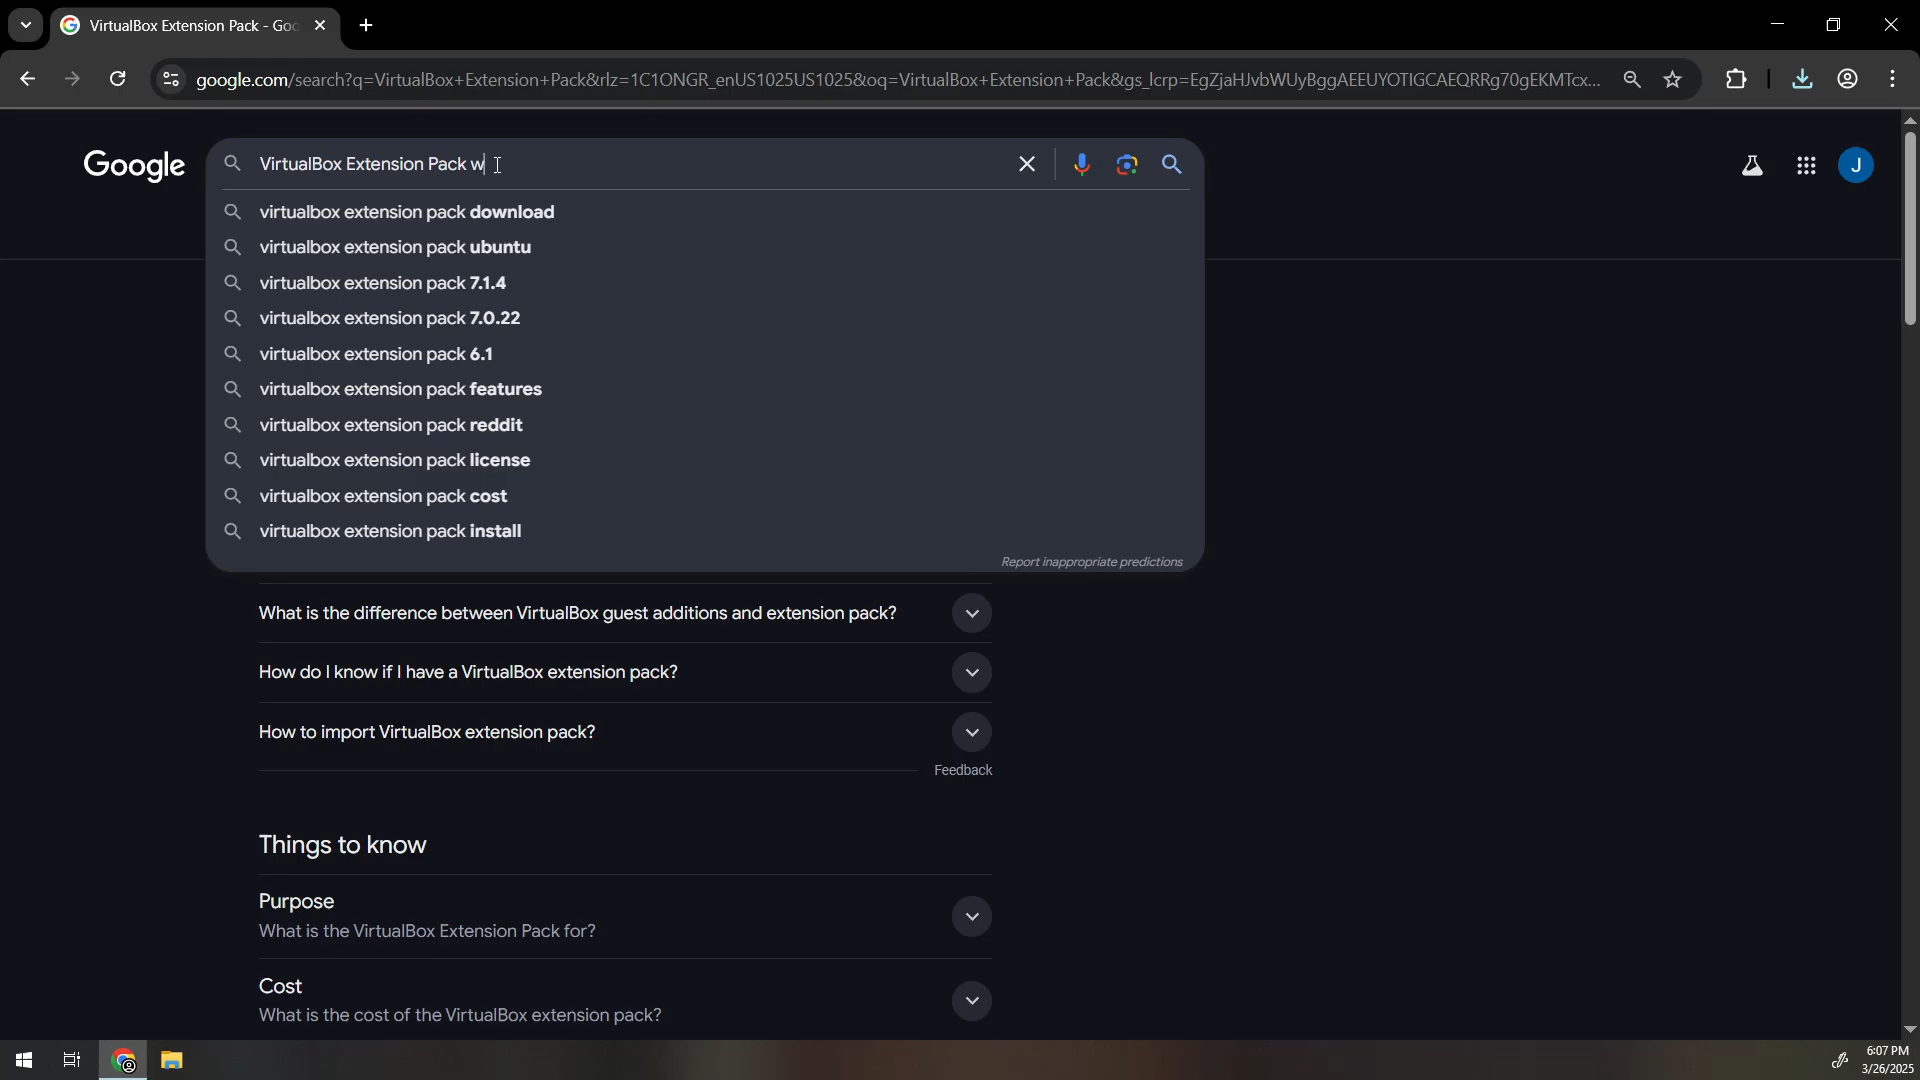 VirtualBox Extension Pack - Goo
google.com/search?q=VirtualBox+Extension+Pack&rlz=1C1ONGR_enUS1025US1025&oq=VirtualBox+Extension+Pack&gs_lcrp=EgZjaHJvbWUyBggAEEUYOTIGCAEQRRg70gEKMTcx...
Google
VirtualBox Extension Pack w
J
virtualbox extension pack download
virtualbox extension pack ubuntu
virtualbox extension pack 7.1.4
virtualbox extension pack 7.0.22
virtualbox extension pack 6.1
virtualbox extension pack features
virtualbox extension pack reddit
virtualbox extension pack license
virtualbox extension pack cost
virtualbox extension pack install
Report inappropriate predictions
What is the difference between VirtualBox guest additions and extension pack?
How do I know if I have a VirtualBox extension pack?
How to import VirtualBox extension pack?
Feedback
Things to know
Purpose
What is the VirtualBox Extension Pack for?
Cost
What is the cost of the VirtualBox extension pack?
6:07 PM
3/26/2025